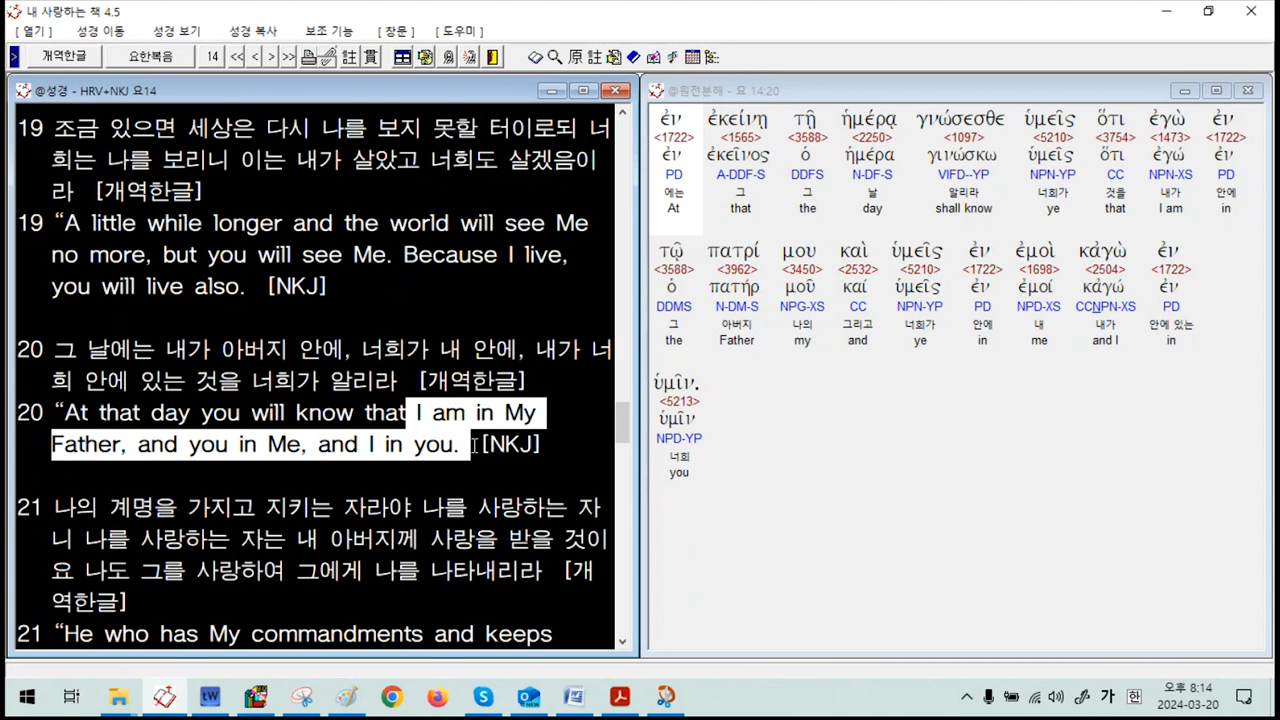 내 사랑하는 책 4.5
[ 열기 ] 성경 이동 성경 보기 성경 복사 보조 기능 [ 창문 ] [ 도우미 ]
> 개역한글 요한복음 14 << < > >> 註 貫 原 註
@성경 - HRV+NKJ 요14
19 조금 있으면 세상은 다시 나를 보지 못할 터이로되 너
희는 나를 보리니 이는 내가 살았고 너희도 살겠음이
라 [개역한글]
19 “A little while longer and the world will see Me
no more, but you will see Me. Because I live,
you will live also. [NKJ]
20 그 날에는 내가 아버지 안에, 너희가 내 안에, 내가 너
희 안에 있는 것을 너희가 알리라 [개역한글]
20 “At that day you will know that I am in My
Father, and you in Me, and I in you. [NKJ]
21 나의 계명을 가지고 지키는 자라야 나를 사랑하는 자
니 나를 사랑하는 자는 내 아버지께 사랑을 받을 것이
요 나도 그를 사랑하여 그에게 나를 나타내리라 [개
역한글]
21 “He who has My commandments and keeps
@원전분해 - 요 14:20
ἐν ἐκείνῃ τῇ ἡμέρᾳ γνώσεσθε ὑμεῖς ὅτι ἐγὼ ἐν
<1722> <1565> <3588> <2250> <1097> <5210> <3754> <1473> <1722>
ἐν ἐκεῖνος ὁ ἡμέρα γινώσκω ὑμεῖς ὅτι ἐγώ ἐν
PD A-DDF-S DDFS N-DF-S VIFD--YP NPN-YP CC NPN-XS PD
에는 그 그 날 알리라 너희가 것을 내가 안에
At that the day shall know ye that I am in
τῷ πατρί μου καὶ ὑμεῖς ἐν ἐμοὶ κἀγὼ ἐν
<3588> <3962> <3450> <2532> <5210> <1722> <1698> <2504> <1722>
ὁ πατήρ μοῦ καί ὑμεῖς ἐν ἐμοί κἀγώ ἐν
DDMS N-DM-S NPG-XS CC NPN-YP PD NPD-XS CCNPN-XS PD
그 아버지 나의 그리고 너희가 안에 내 내가 안에 있는
the Father my and ye in me and I in
ὑμῖν.
<5213>
ὑμῖν
NPD-YP
너희
you
tW 가 한 오후 8:14
2024-03-20